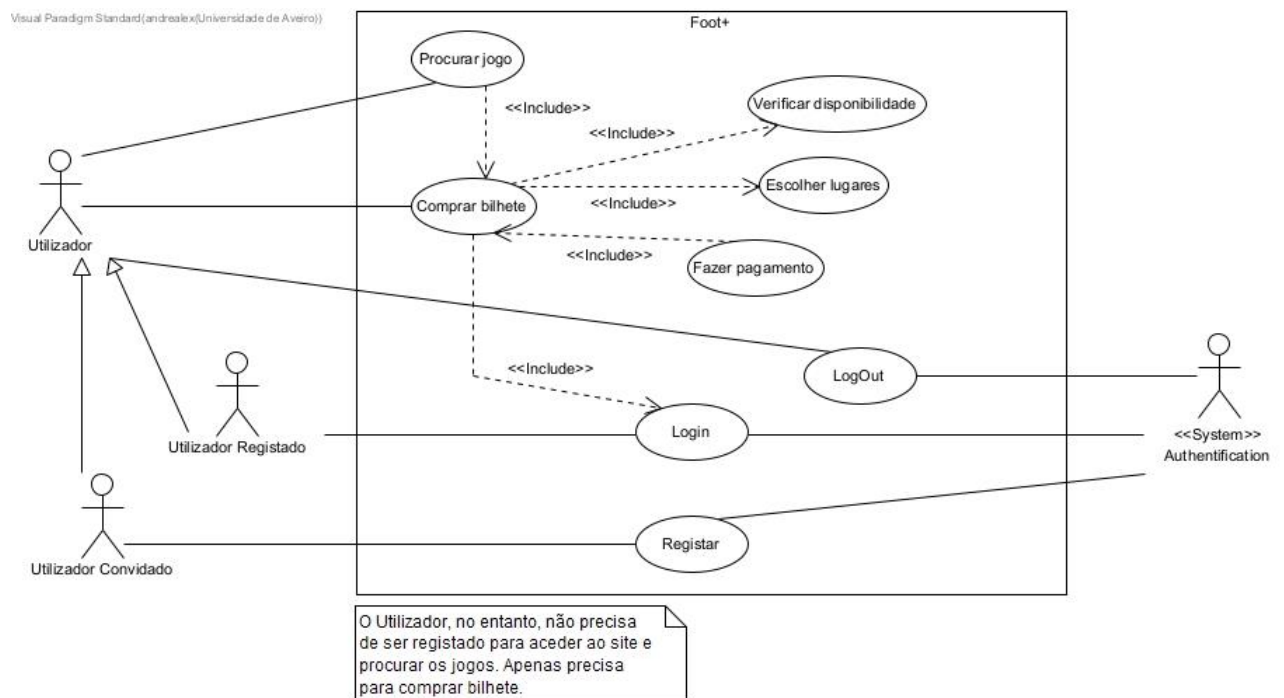 Visual Paradigm Standard(andrealex(Universidade de Aveiro))
Foot+
Procurar jogo
<<Include>>
Verificar disponibilidade
<<Include>>
Escolher lugares
Comprar bilhete
<<Include>>
Utilizador
<<Include>>
Fazer pagamento
<<Include>>
LogOut
Login
Utilizador Registado
<<System>>
Authentification
Registar
Utilizador Convidado
O Utilizador, no entanto, não precisa
de ser registado para aceder ao site e
procurar os jogos. Apenas precisa
para comprar bilhete.